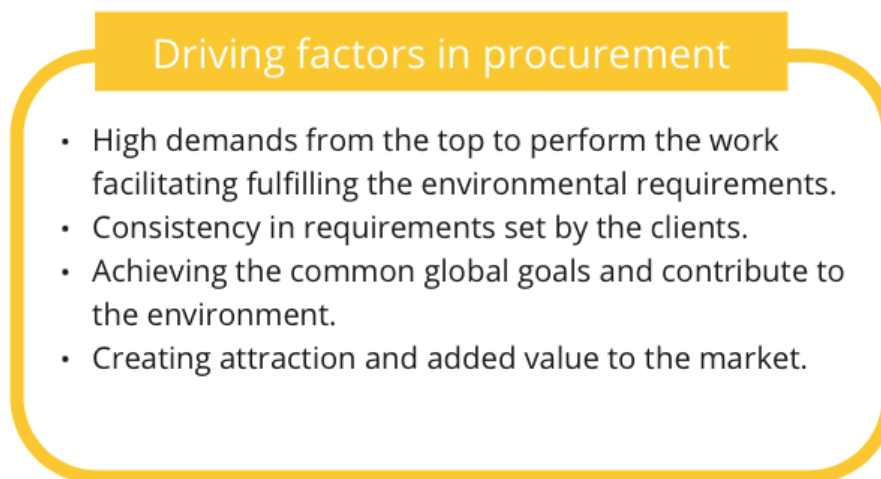 Driving factors in procurement
• High demands from the top to perform the work
facilitating fulfilling the environmental requirements.
• Consistency in requirements set by the clients.
• Achieving the common global goals and contribute to
the environment.
• Creating attraction and added value to the market.